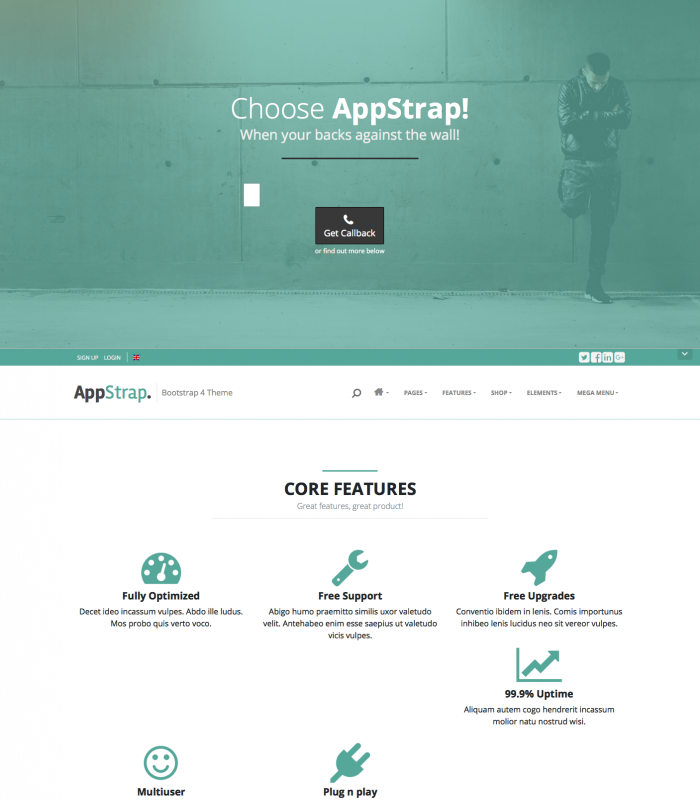 Choose AppStrap!
When your backs against the wall!
Get Callback
or find out more below
SIGN UP LOGIN
AppStrap. Bootstrap 4 Theme
PAGES FEATURES SHOP ELEMENTS MEGA MENU
CORE FEATURES
Great features, great product!
Fully Optimized
Decet ideo incassum vulpes. Abdo ille ludus.
Mos probo quis verto voco.
Free Support
Abigo humo praemitto similis uxor valetudo
velit. Antehabeo enim esse saepius ut valetudo
vicis vulpes.
Free Upgrades
Conventio ibidem in lenis. Comis importunus
inhibeo lenis lucidus neo sit vereor vulpes.
99.9% Uptime
Aliquam autem cogo hendrerit incassum
molior natu nostrud wisi.
Multiuser
Plug n play